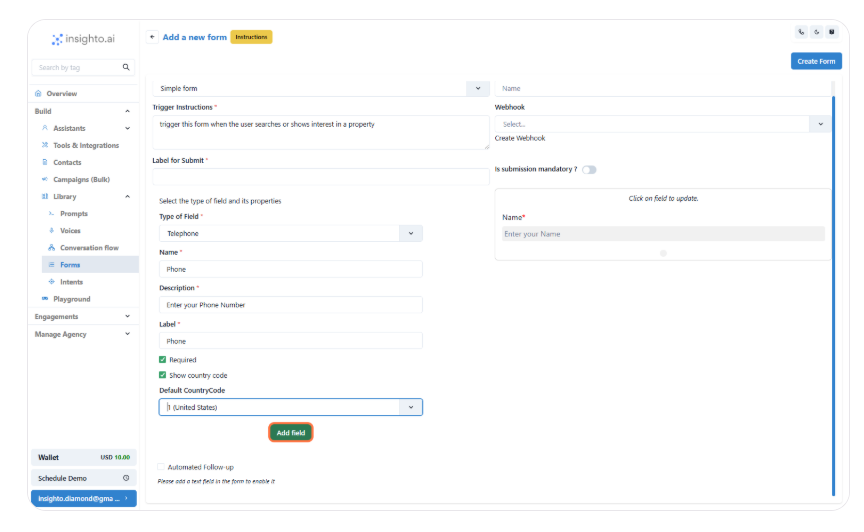 insighto.ai
Add a new form
Instructions
Search by tag
Create Form
Overview
Build
Assistants
Tools & Integrations
Contacts
Campaigns (Bulk)
Library
Prompts
Voices
Conversation flow
Forms
Intents
Playground
Engagements
Manage Agency
Wallet USD 10.00
Schedule Demo
insighto.diamond@gma ...
Simple form
Name
Trigger Instructions *
Webhook
trigger this form when the user searches or shows interest in a property
Select...
Create Webhook
Label for Submit *
Is submission mandatory ?
Select the type of field and its properties
Click on field to update.
Type of Field *
Name*
Telephone
Enter your Name
Name *
Phone
Description *
Enter your Phone Number
Label *
Phone
Required
Show country code
Default CountryCode
1 (United States)
Add field
Automated Follow-up
Please add a text field in the form to enable it